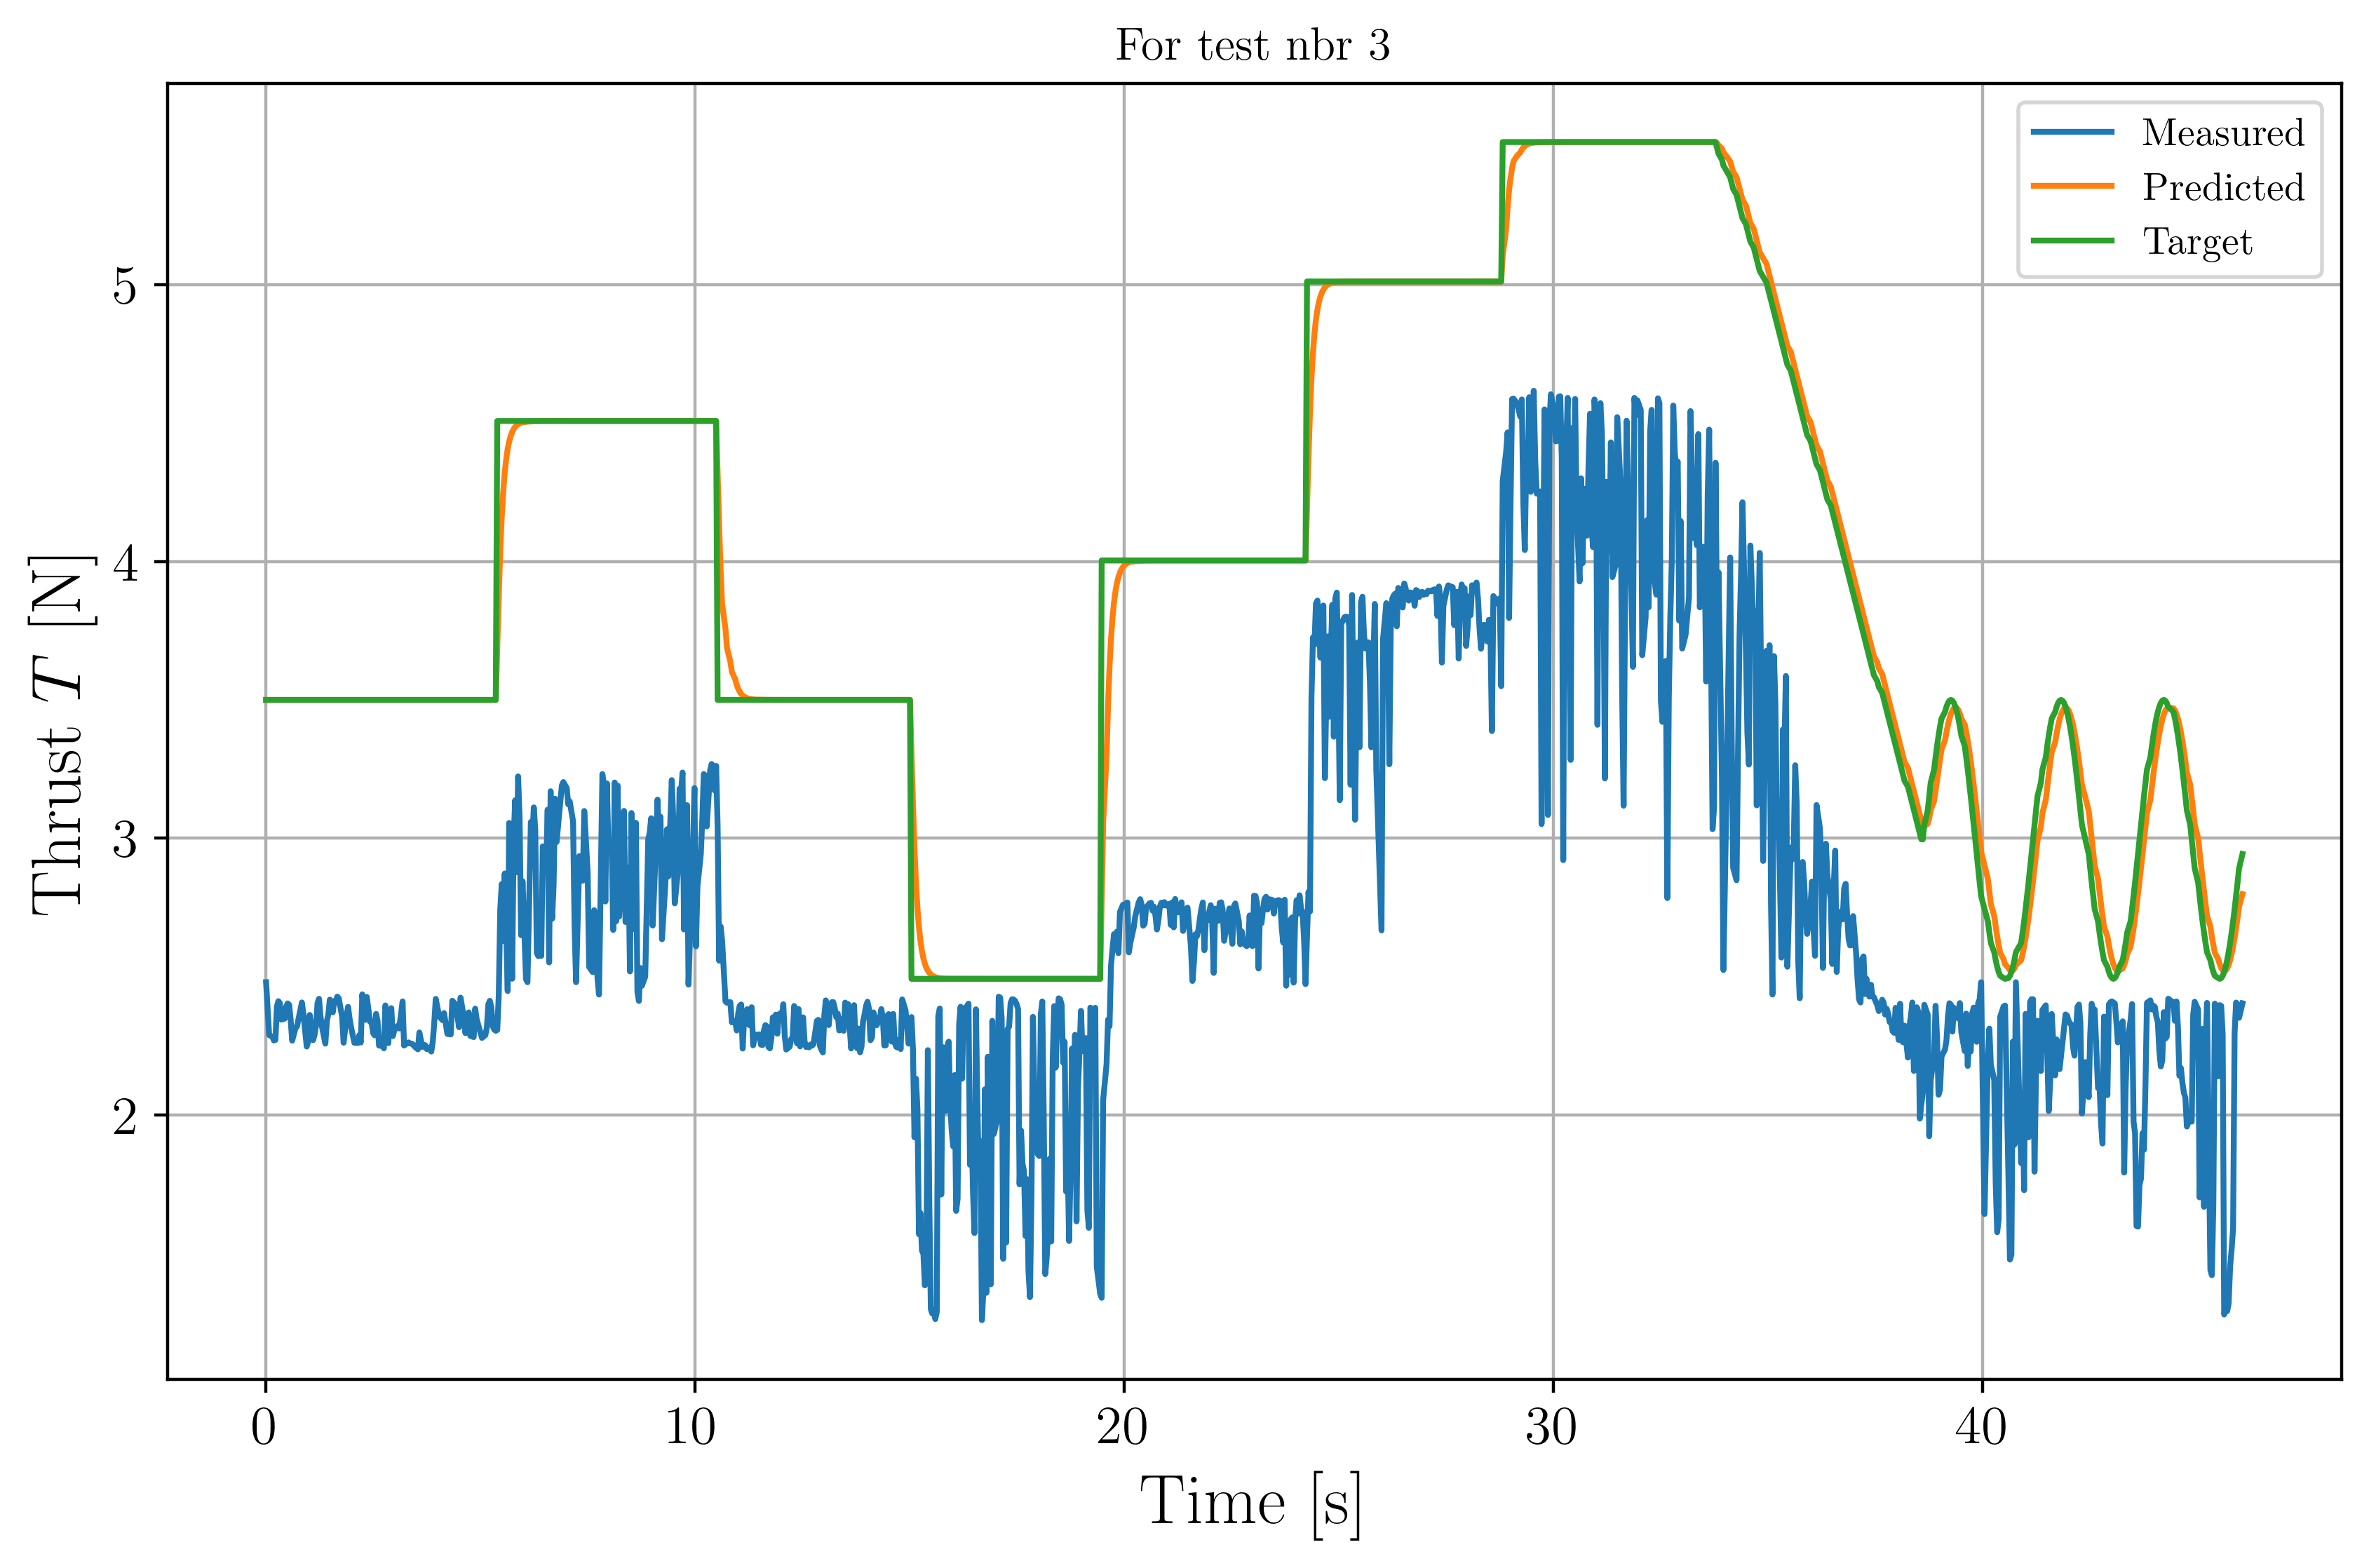 For test nbr 3
Measured
Predicted
Target
Thrust T [N]
5
4
3
2
0 10 20 30 40
Time [s]